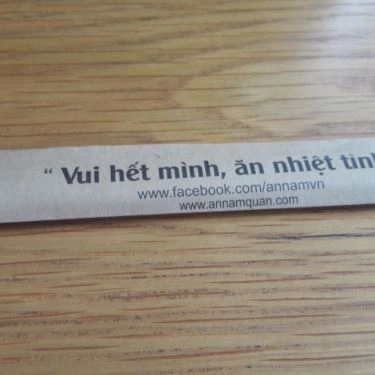 “ Vui hết mình, ăn nhiệt tình
www.facebook.com/annamvn
www.annamquan.com